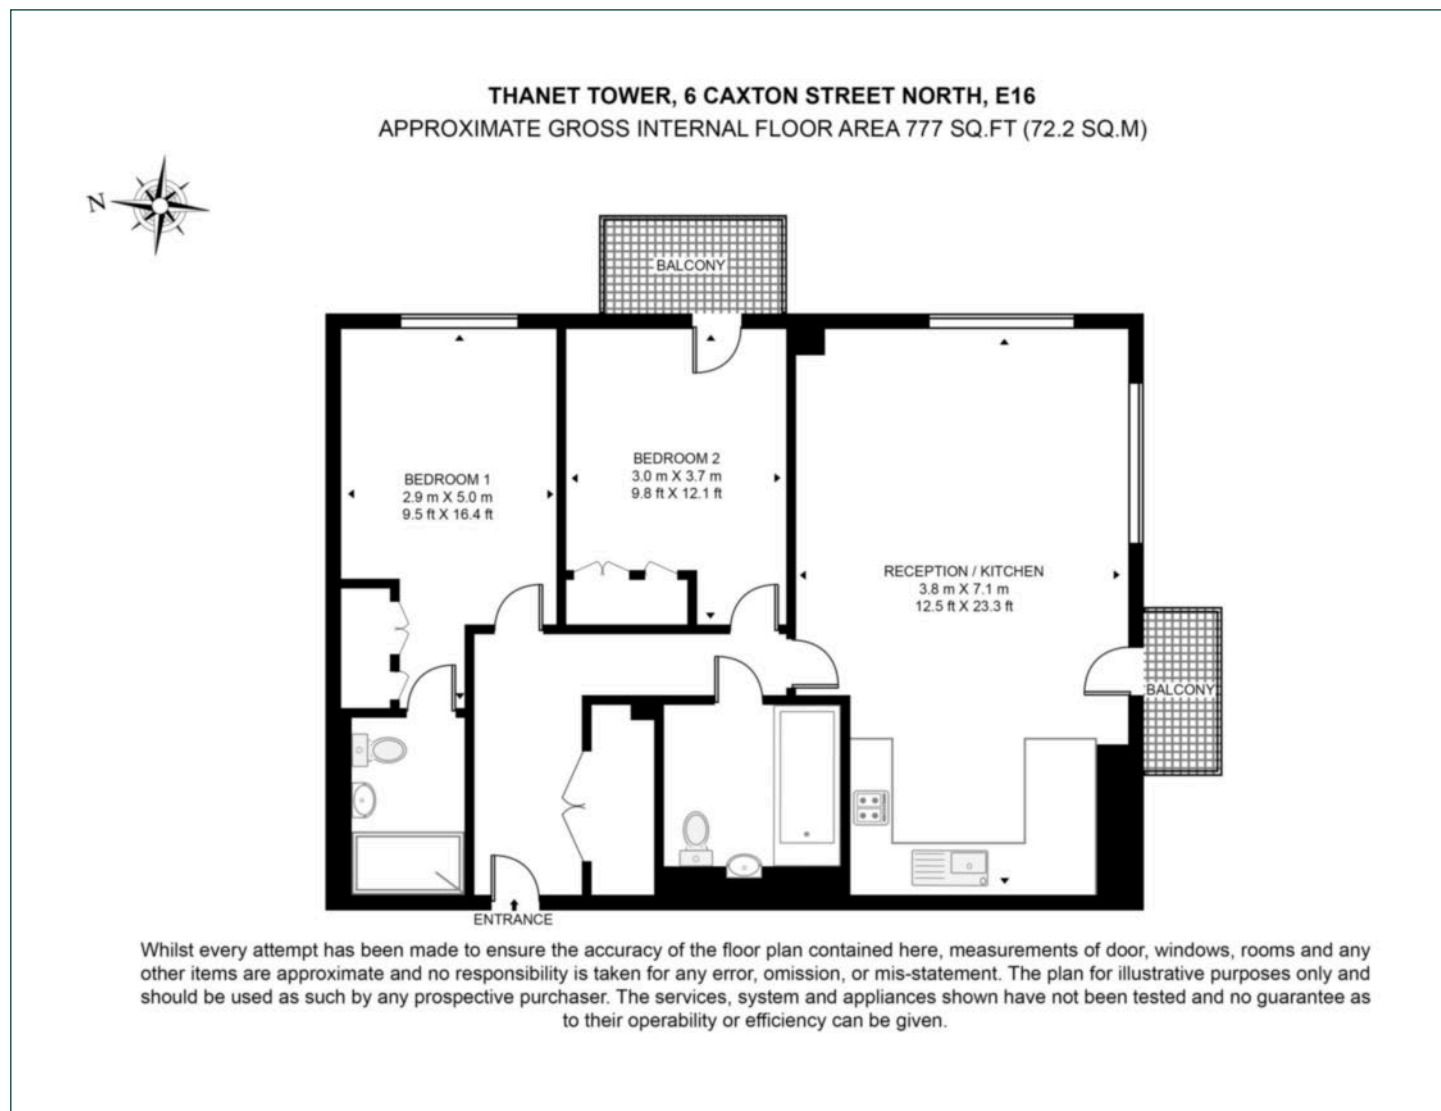 THANET TOWER, 6 CAXTON STREET NORTH, E16
APPROXIMATE GROSS INTERNAL FLOOR AREA 777 SQ.FT (72.2 SQ.M)
N
BALCONY
BEDROOM 1
2.9 m X 5.0 m
9.5 ft X 16.4 ft
BEDROOM 2
3.0 m X 3.7 m
9.8 ft X 12.1 ft
RECEPTION / KITCHEN
3.8 m X 7.1 m
12.5 ft X 23.3 ft
BALCONY
ENTRANCE
Whilst every attempt has been made to ensure the accuracy of the floor plan contained here, measurements of door, windows, rooms and any
other items are approximate and no responsibility is taken for any error, omission, or mis-statement. The plan for illustrative purposes only and
should be used as such by any prospective purchaser. The services, system and appliances shown have not been tested and no guarantee as
to their operability or efficiency can be given.